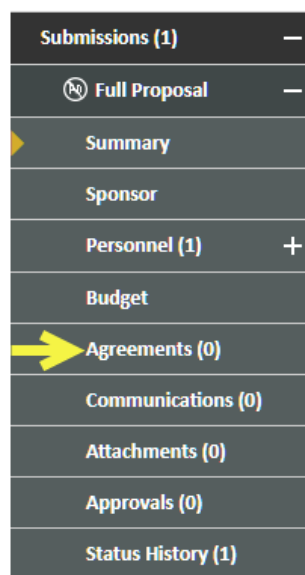 Submissions (1)
Full Proposal
Summary
Sponsor
Personnel (1)
Budget
Agreements (0)
Communications (0)
Attachments (0)
Approvals (0)
Status History (1)